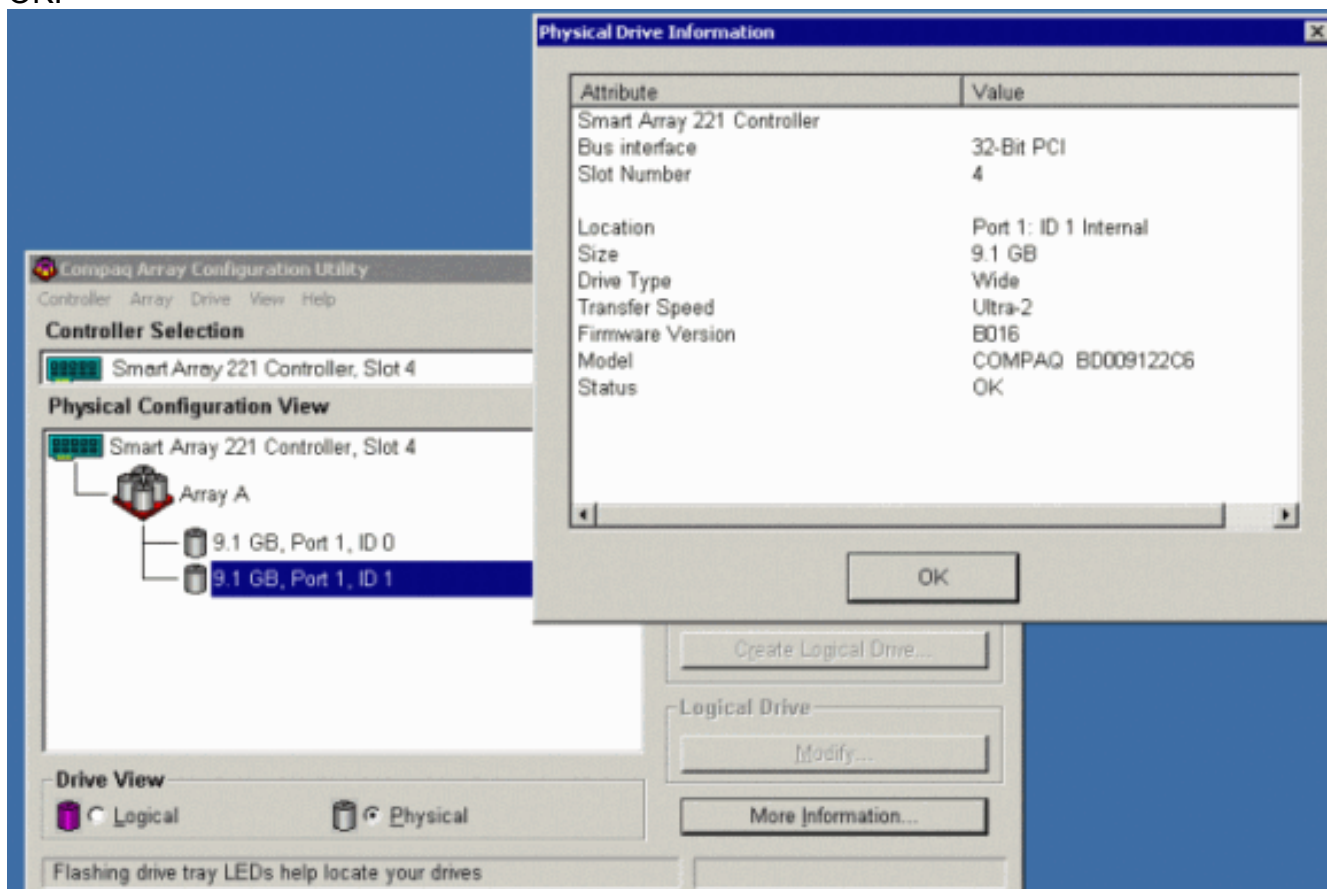 Physical Drive Information
Attribute Value
Smart Array 221 Controller
Bus interface 32-Bit PCI
Slot Number 4
Location Port 1: ID 1 Internal
Size 9.1 GB
Drive Type Wide
Transfer Speed Ultra-2
Firmware Version B016
Model COMPAQ BD009122C6
Status OK
OK
Compaq Array Configuration Utility
Controller Array Drive View Help
Controller Selection
Smart Array 221 Controller, Slot 4
Physical Configuration View
Smart Array 221 Controller, Slot 4
Array A
9.1 GB, Port 1, ID 0
9.1 GB, Port 1, ID 1
Create Logical Drive...
Logical Drive
Modify...
Drive View
Logical Physical
More Information...
Flashing drive tray LEDs help locate your drives